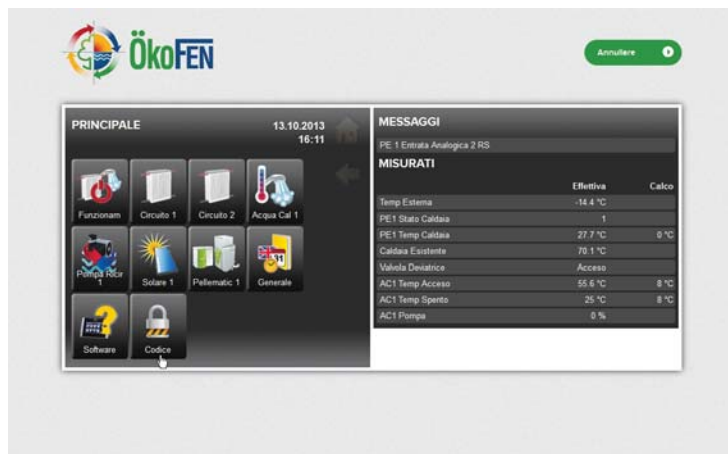 ÖkoFEN
Annullere
PRINCIPALE
13.10.2013
16:11
Funzionam
Circuito 1
Circuito 2
Acqua Cal 1
Pompa Ricir
1
Solare 1
Pellematic 1
Generale
Software
Codice
MESSAGGI
PE 1 Entrata Analogica 2 RS
MISURATI
Effettiva Calco
Temp Esterna -14.4 °C
PE1 Stato Caldaia 1
PE1 Temp Caldaia 27.7 °C 0 °C
Caldaia Esistente 70.1 °C
Valvola Deviatrice Acceso
AC1 Temp Acceso 55.6 °C 8 °C
AC1 Temp Spento 25 °C 8 °C
AC1 Pompa 0 %